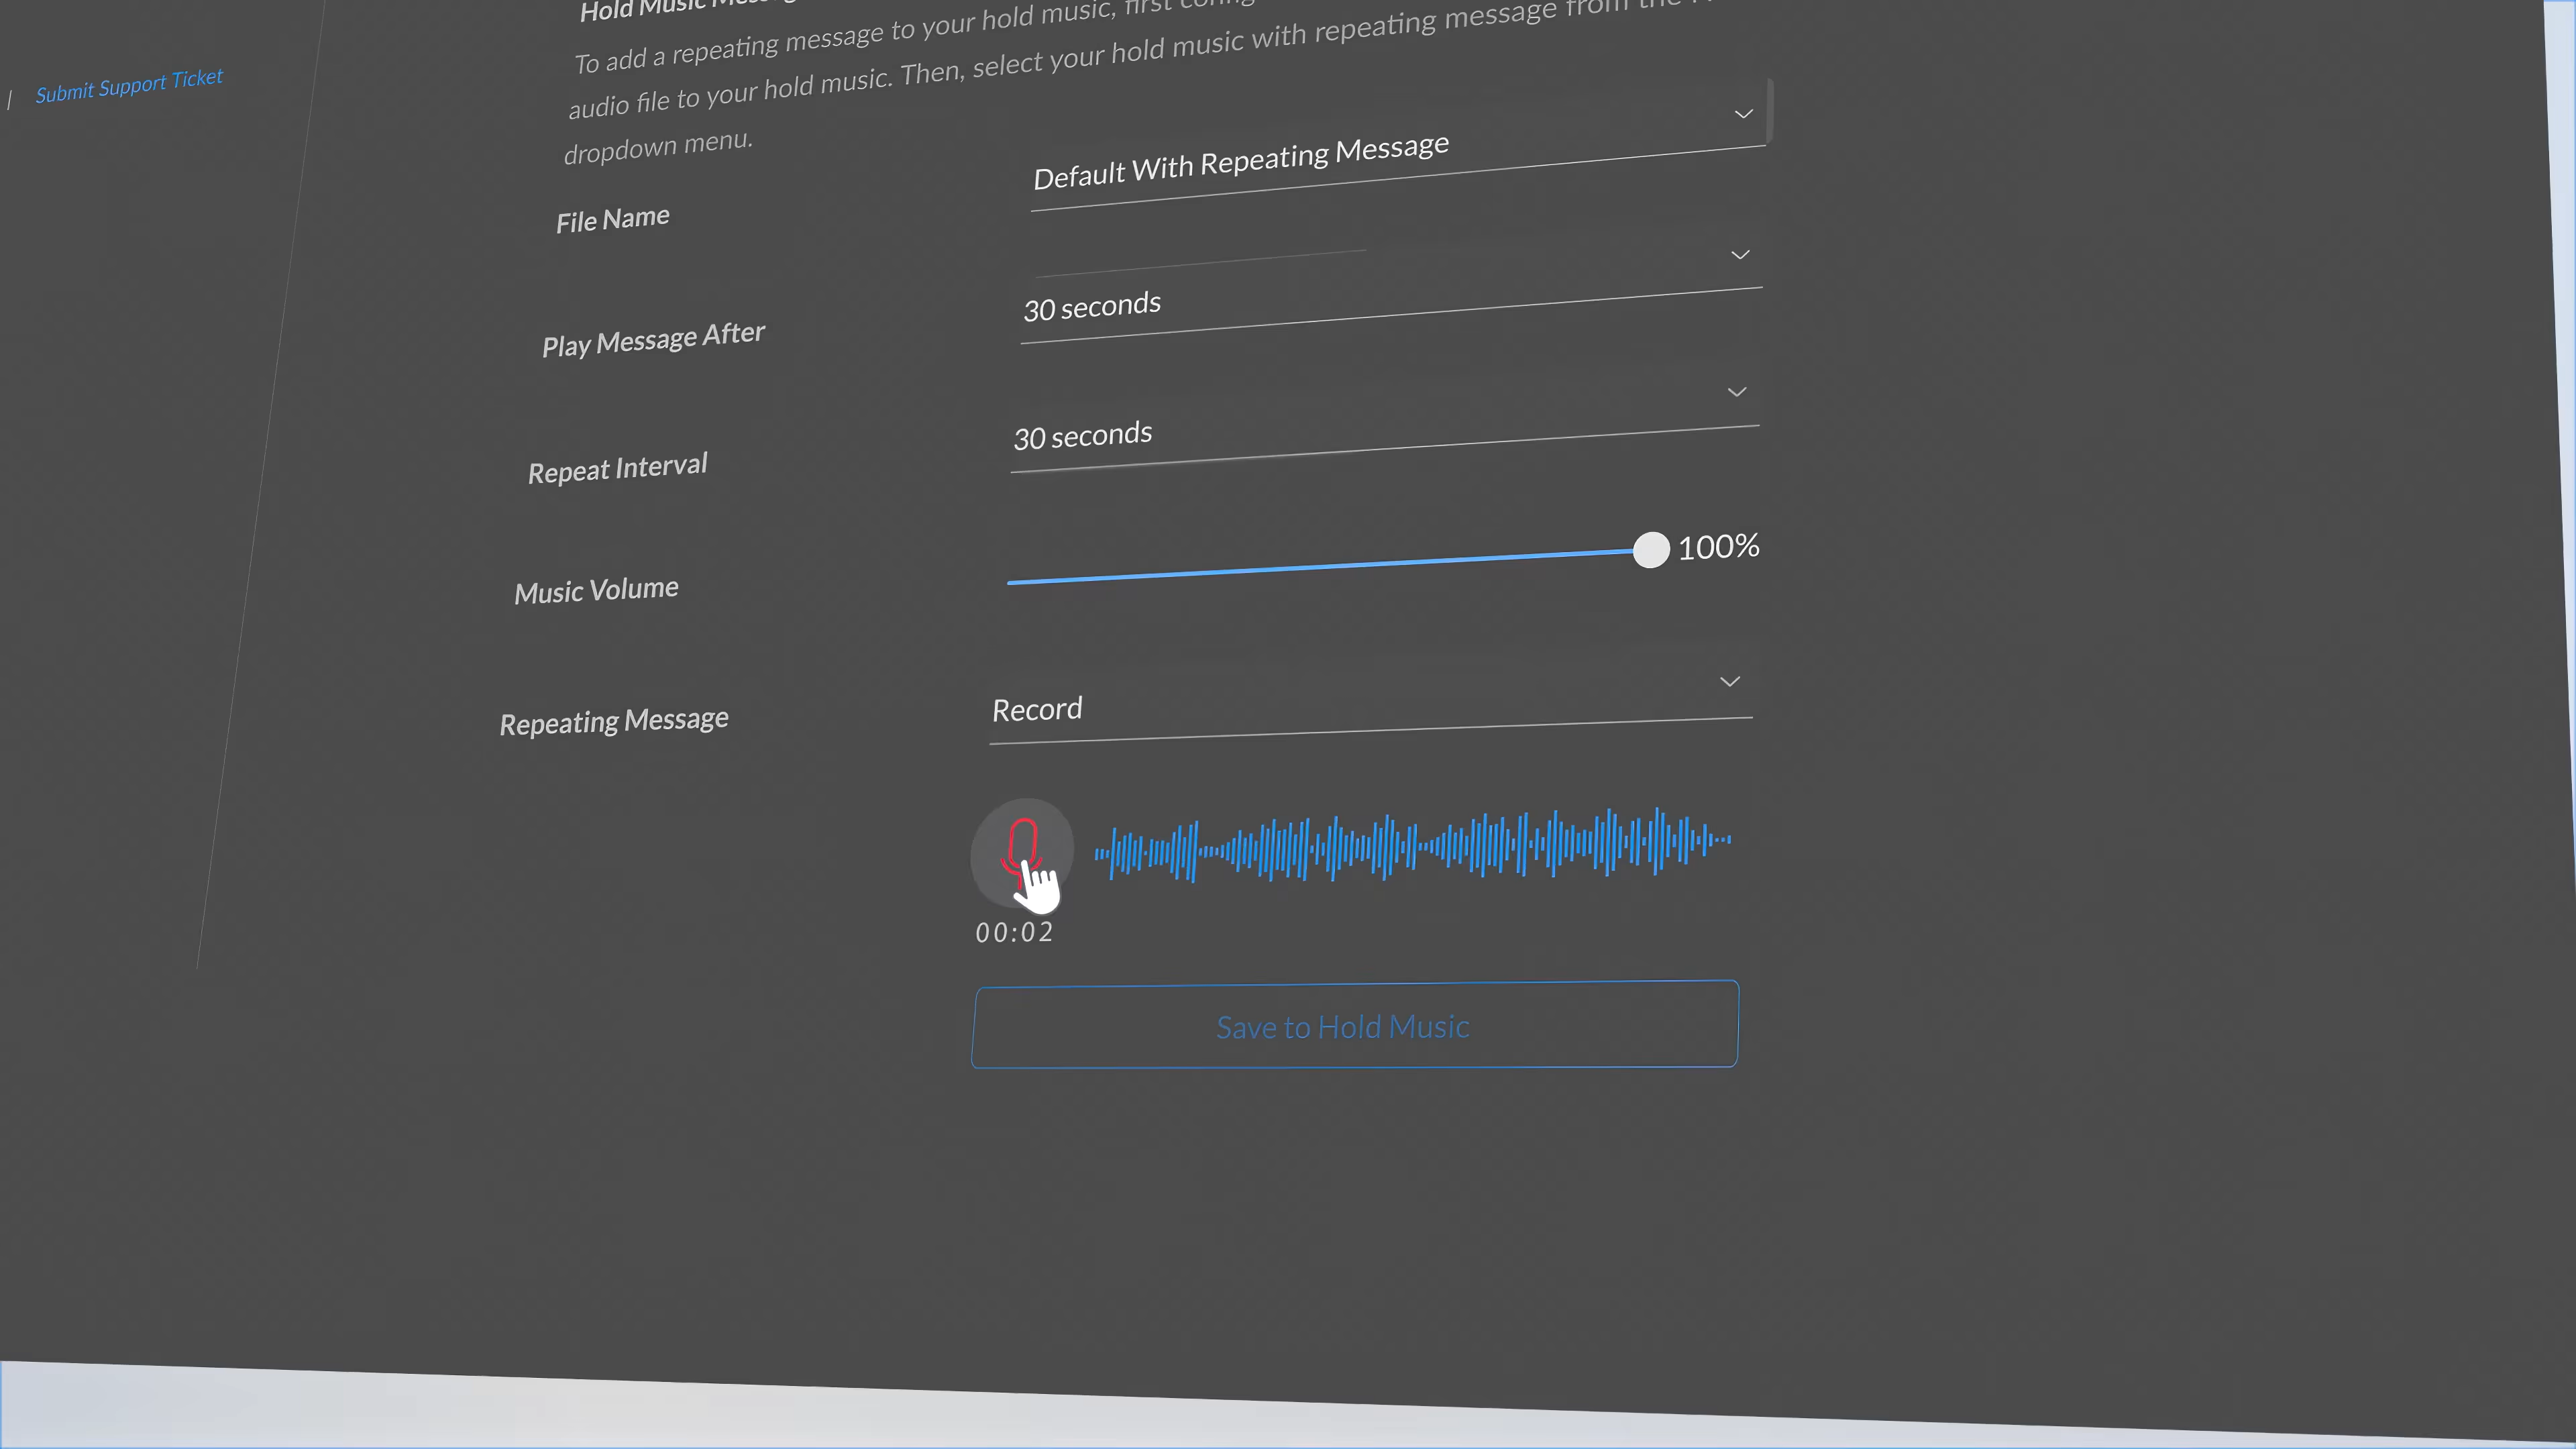 Hold Music
To add a repeating message to your hold music, first
audio file to your hold music. Then, select your hold music with repeating message from the
dropdown menu.
| Submit Support Ticket
File Name
Default With Repeating Message
Play Message After
30 seconds
Repeat Interval
30 seconds
Music Volume
100%
Repeating Message
Record
00:02
Save to Hold Music